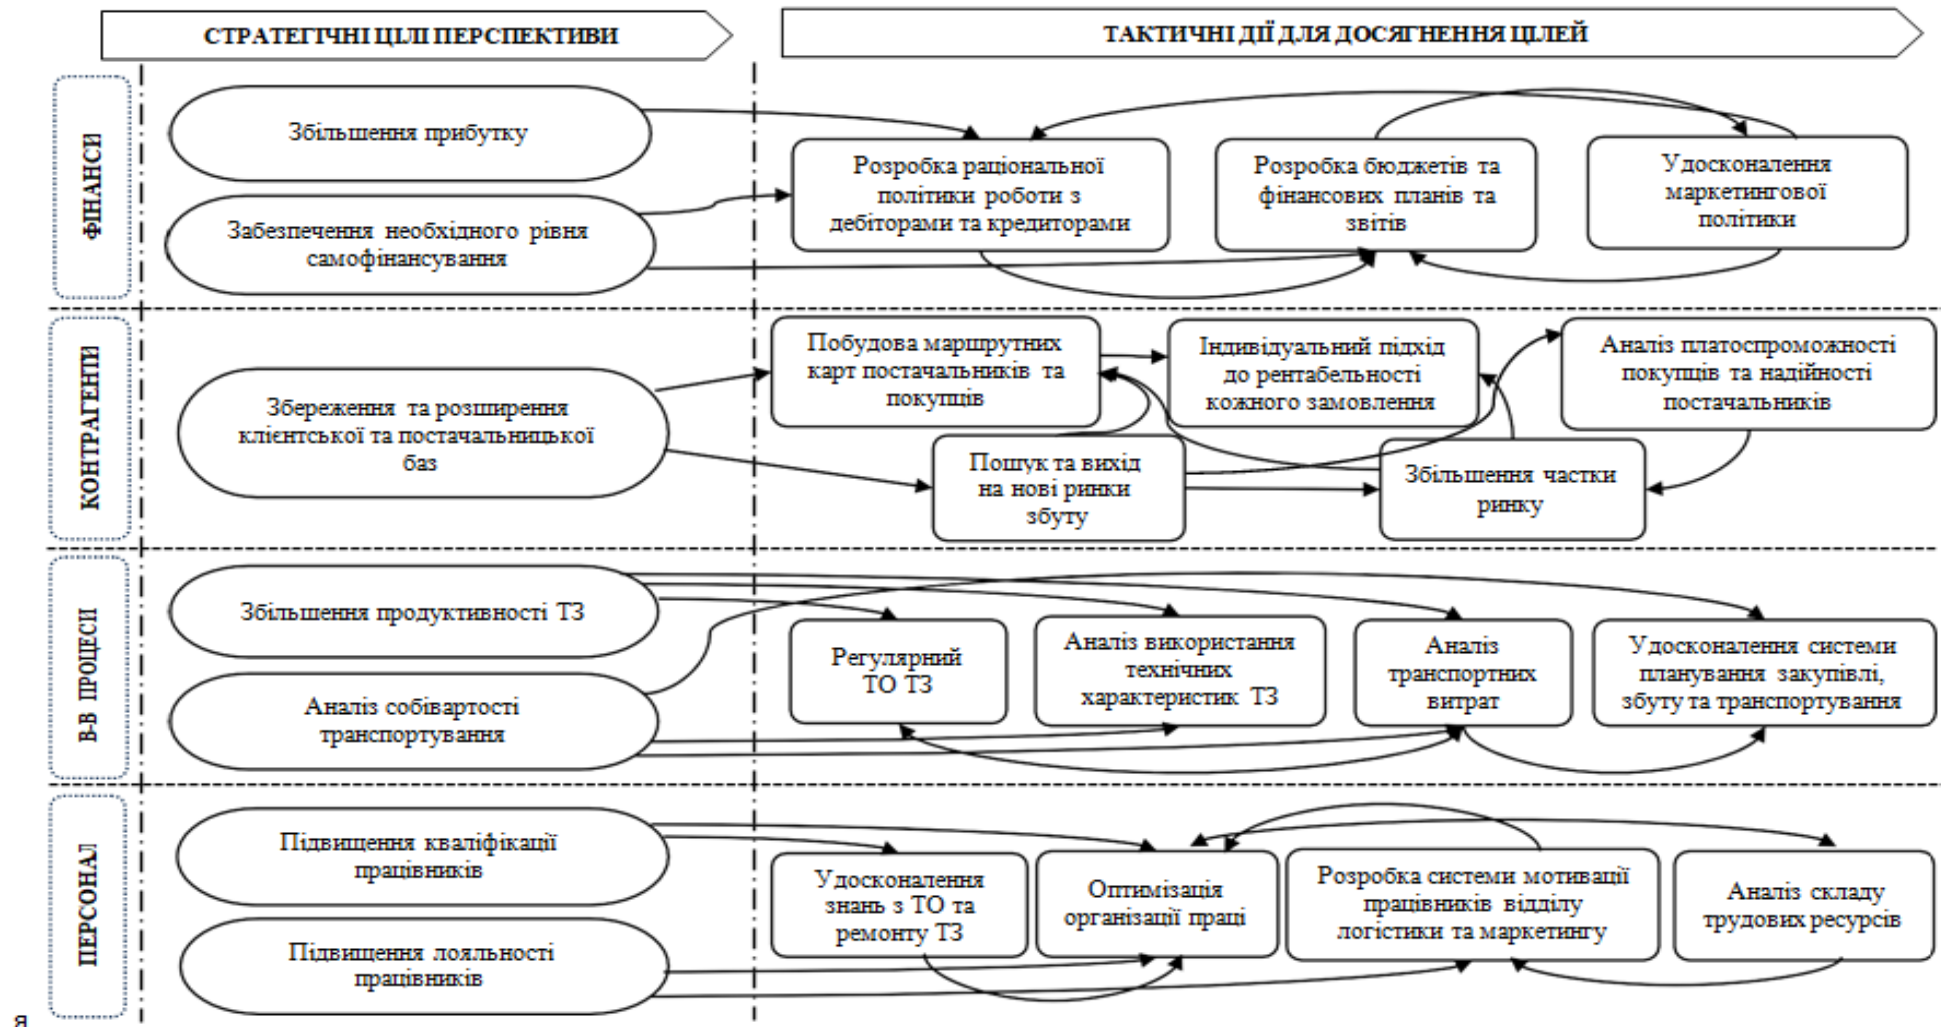 СТРАТЕГІЧНІ ЦІЛІ ПЕРСПЕКТИВИ
ТАКТИЧНІ ДІЇ ДЛЯ ДОСЯГНЕННЯ ЦІЛЕЙ
ФІНАНСИ
Збільшення прибутку
Забезпечення необхідного рівня
самофінансування
Розробка раціональної
політики роботи з
дебіторами та кредиторами
Розробка бюджетів та
фінансових планів та
звітів
Удосконалення
маркетингової
політики
КОНТРАГЕНТИ
Збереження та розширення
клієнтської та постачальницької
баз
Побудова маршрутних
карт постачальників та
покупців
Індивідуальний підхід
до рентабельності
кожного замовлення
Аналіз платоспроможності
покупців та надійності
постачальників
Пошук та вихід
на нові ринки
збуту
Збільшення частки
ринку
В-В ПРОЦЕСИ
Збільшення продуктивності ТЗ
Аналіз собівартості
транспортування
Регулярний
ТО ТЗ
Аналіз використання
технічних
характеристик ТЗ
Аналіз
транспортних
витрат
Удосконалення системи
планування закупівлі,
збуту та транспортування
ПЕРСОНАЛ
Підвищення кваліфікації
працівників
Підвищення лояльності
працівників
Удосконалення
знань з ТО та
ремонту ТЗ
Оптимізація
організації праці
Розробка системи мотивації
працівників відділу
логістики та маркетингу
Аналіз складу
трудових ресурсів
я